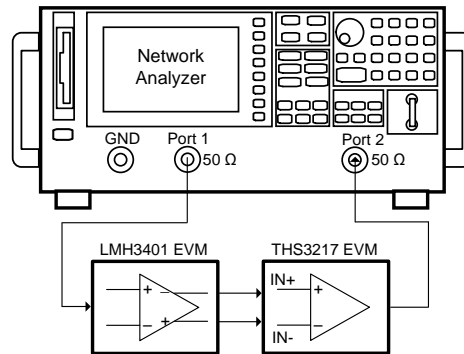 Network
Analyzer
GND
Port 1
Port 2
50 Ω
50 Ω
LMH3401 EVM
THS3217 EVM
+
–
–
+
IN+
IN-
+
–